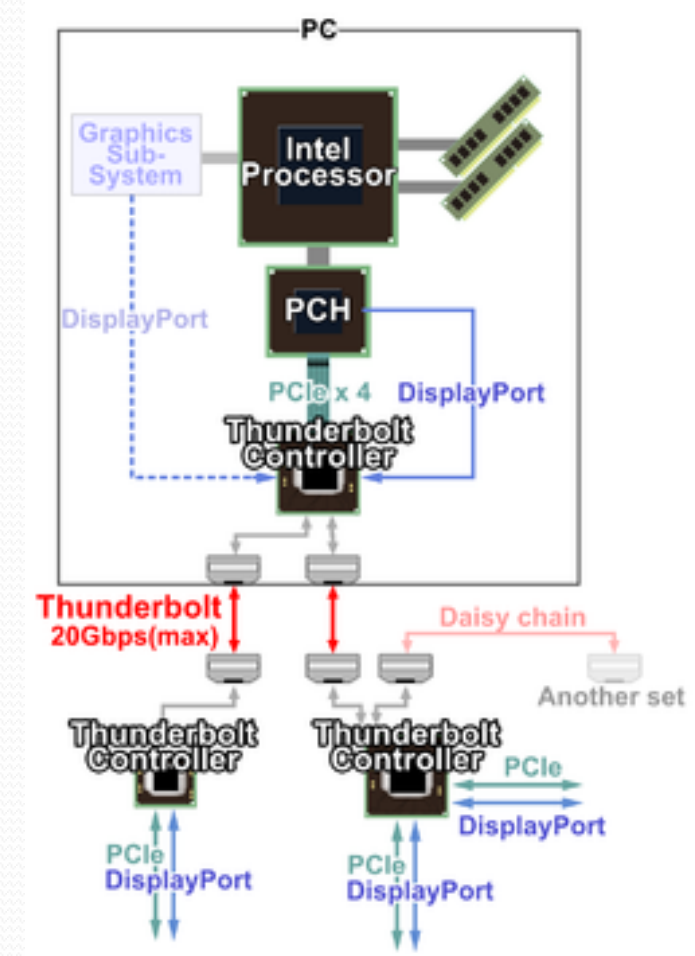 PC
Graphics
Sub-
System
Intel
Processor
DisplayPort
PCH
PCIe x 4
DisplayPort
Thunderbolt
Controller
Thunderbolt
20Gbps(max)
Daisy chain
Another set
Thunderbolt
Controller
Thunderbolt
Controller
PCIe
DisplayPort
PCIe
DisplayPort
PCIe
DisplayPort